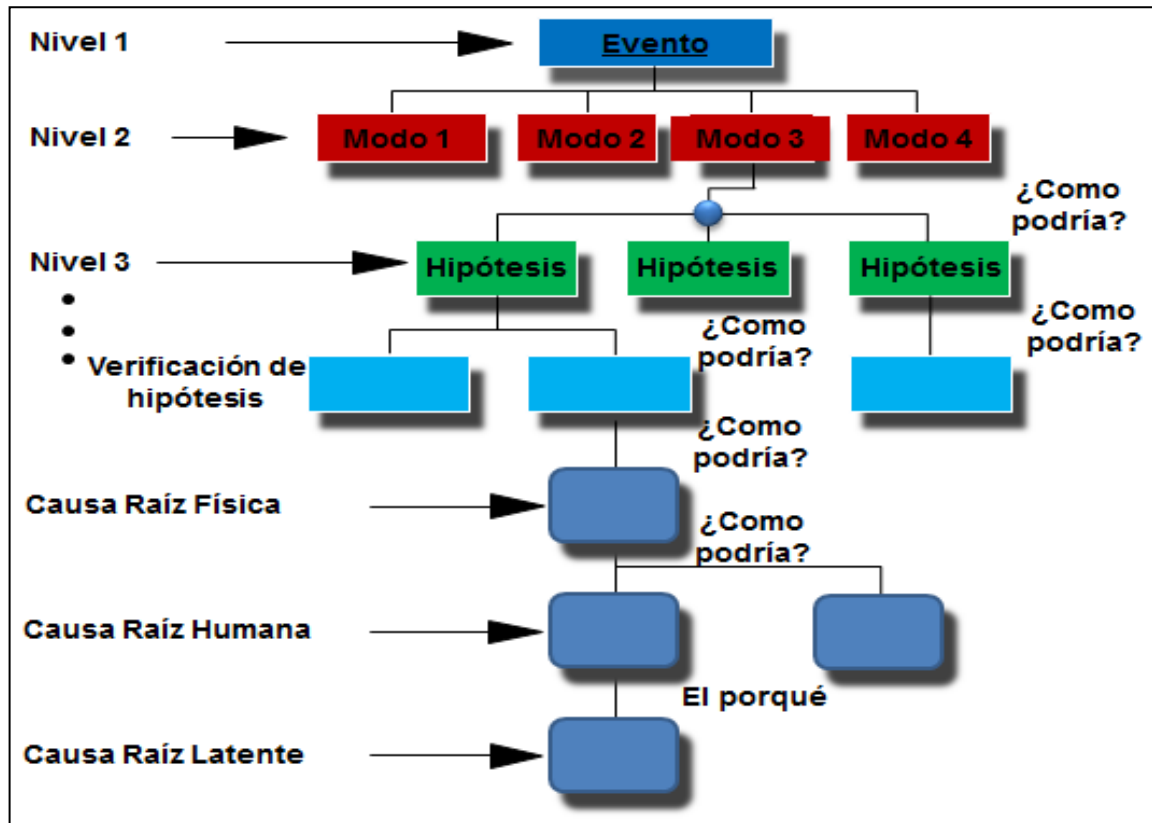 Nivel 1
Evento
Nivel 2
Modo 1
Modo 2
Modo 3
Modo 4
¿Como
podría?
Nivel 3
Hipótesis
Hipótesis
Hipótesis
¿Como
podría?
¿Como
podría?
Verificación de
hipótesis
¿Como
podría?
Causa Raíz Física
¿Como
podría?
Causa Raíz Humana
El porqué
Causa Raíz Latente